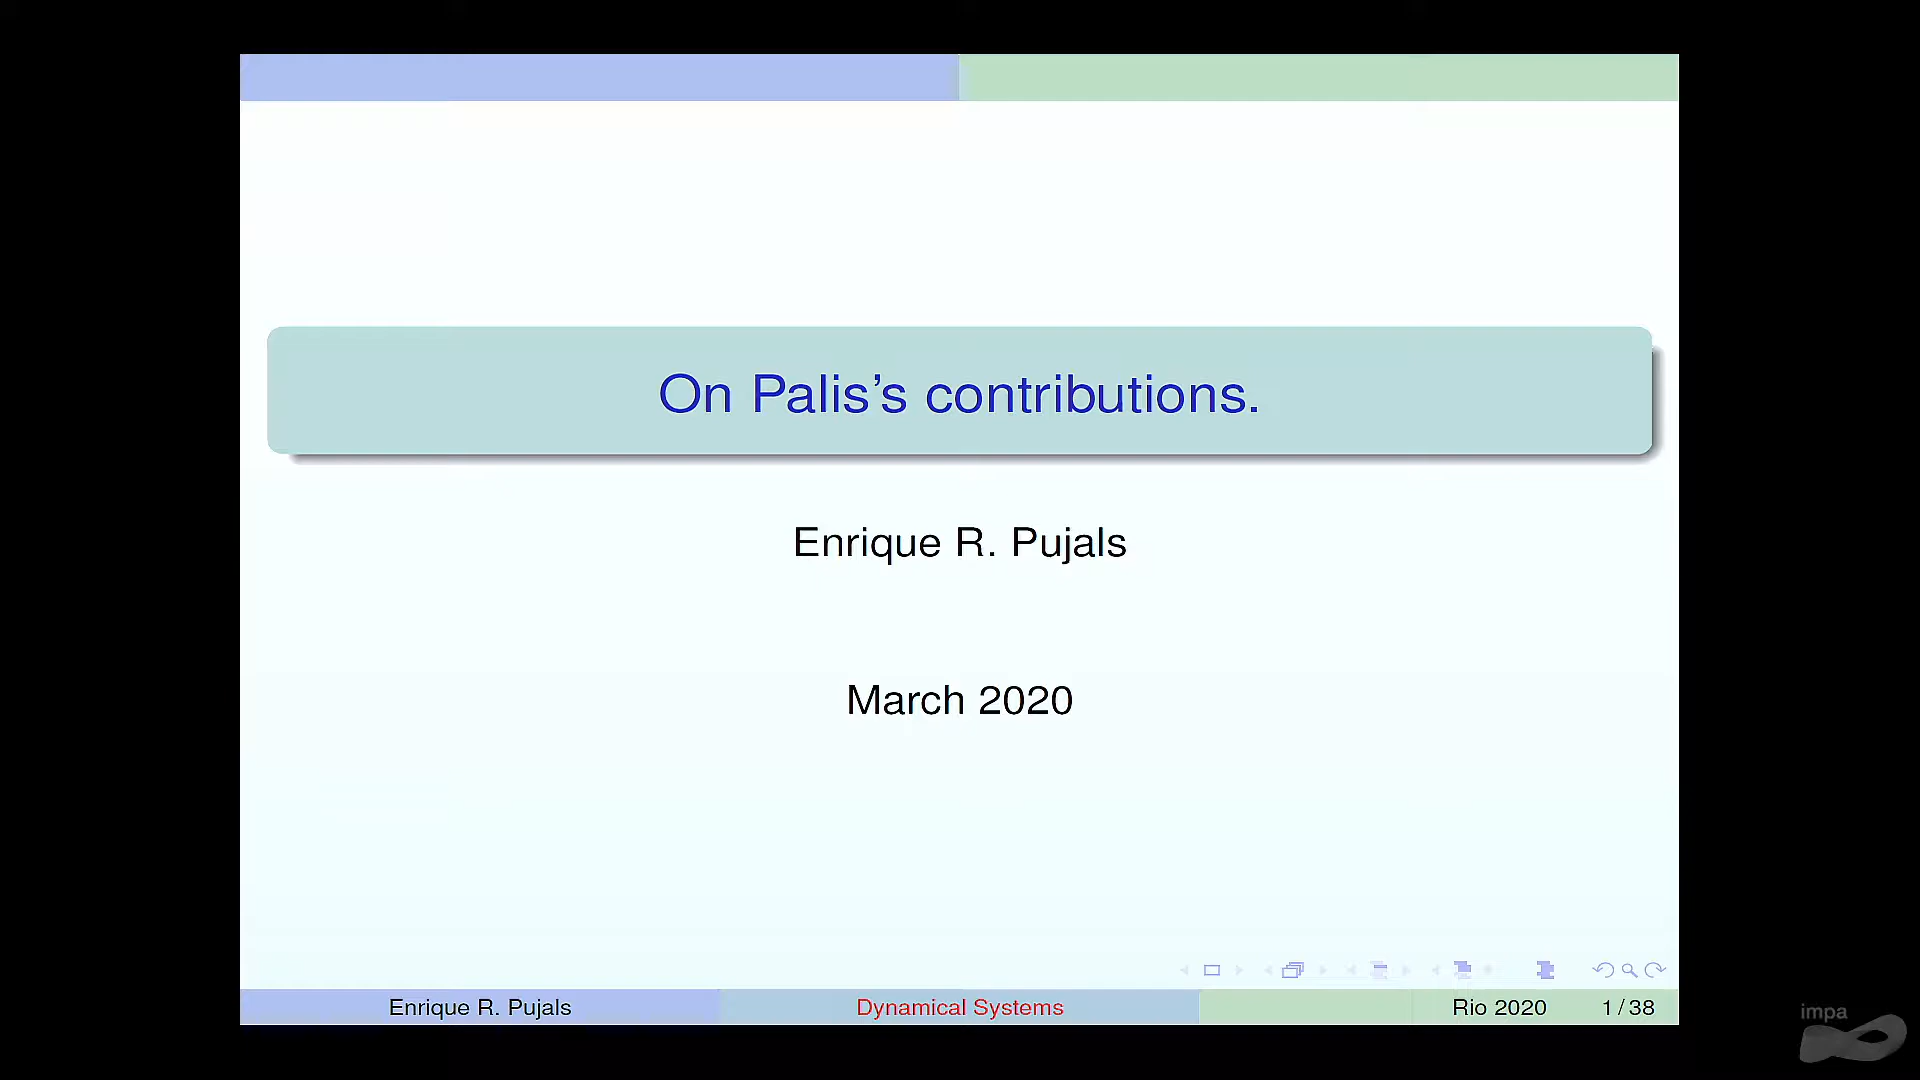 On Palis's contributions.
Enrique R. Pujals
March 2020
Enrique R. Pujals
Dynamical Systems
Rio 2020
1 / 38
impa